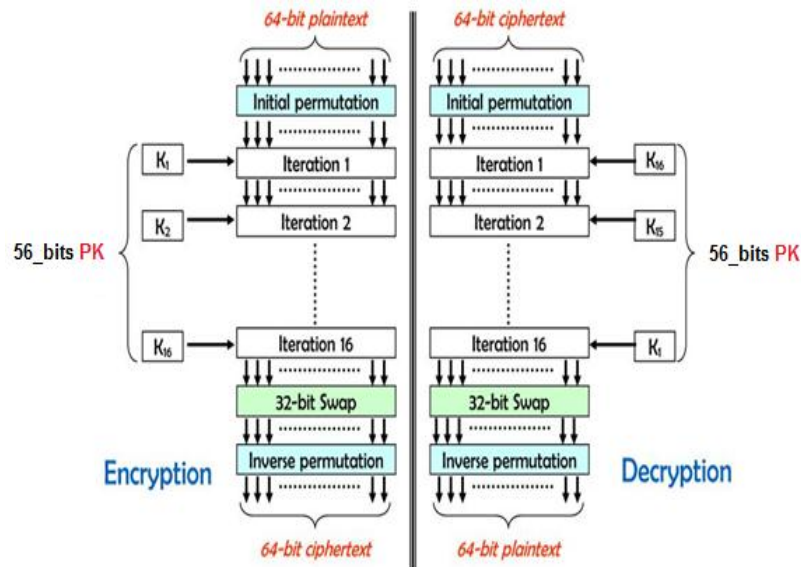 64-bit plaintext
Initial permutation
K₁
Iteration 1
K₂
Iteration 2
56_bits PK
K₁₆
Iteration 16
32-bit Swap
Encryption
Inverse permutation
64-bit ciphertext
64-bit ciphertext
Initial permutation
Iteration 1
K₁₆
Iteration 2
K₁₅
56_bits PK
Iteration 16
K₁
32-bit Swap
Inverse permutation
Decryption
64-bit plaintext